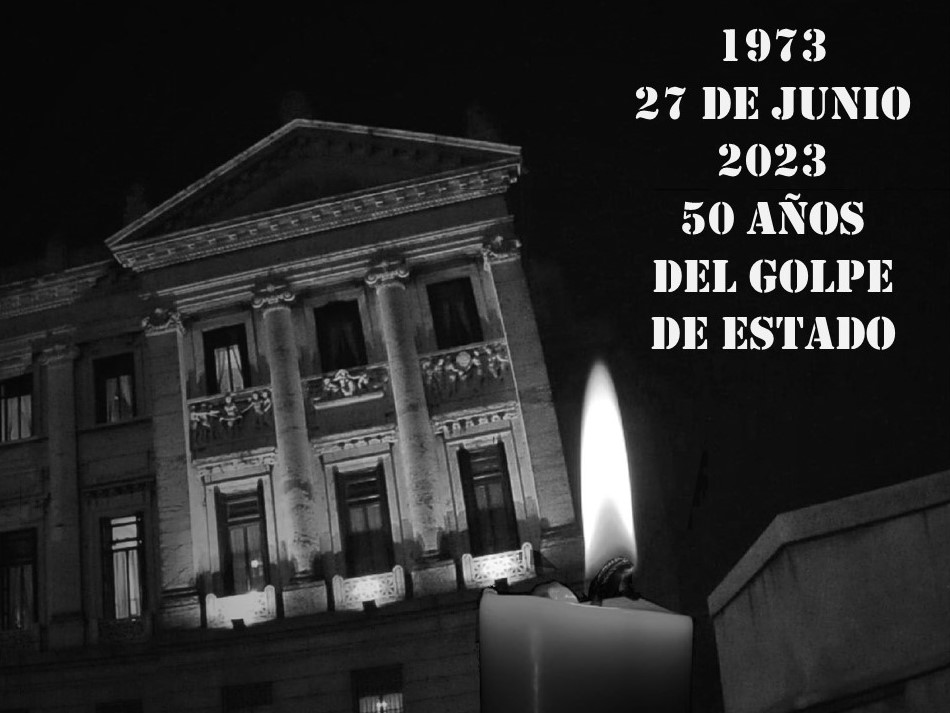 1973
27 DE JUNIO
2023
50 AÑOS
DEL GOLPE
DE ESTADO